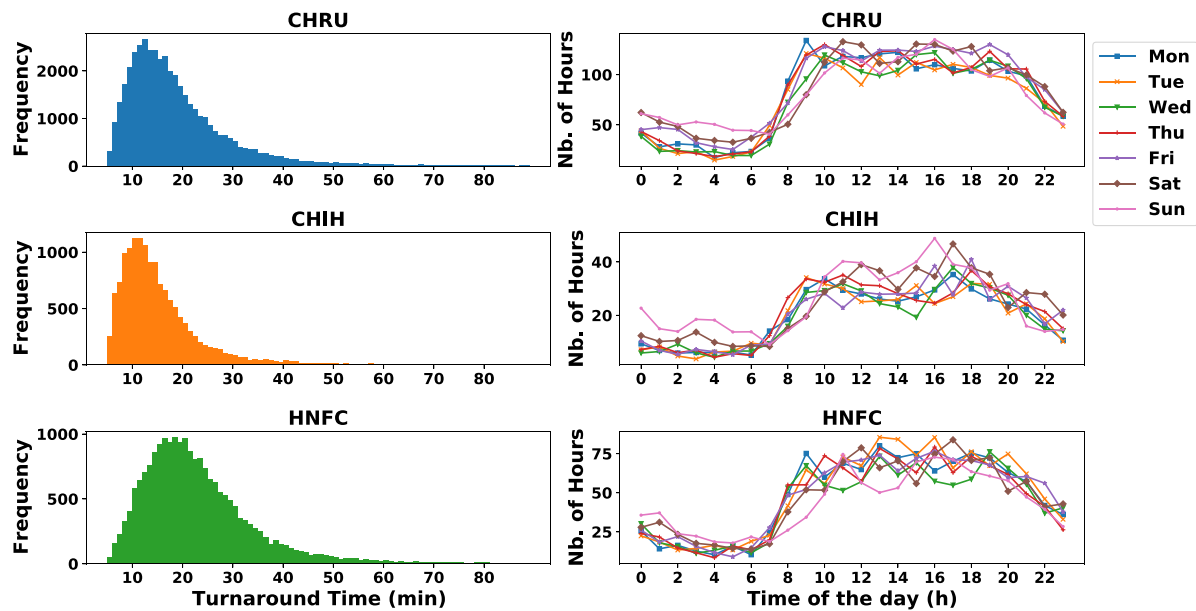 CHRU
Frequency
2000
1000
0
10 20 30 40 50 60 70 80
CHRU
Nb. of Hours
100
50
0 2 4 6 8 10 12 14 16 18 20 22
Mon
Tue
Wed
Thu
Fri
Sat
Sun
CHIH
Frequency
1000
500
0
10 20 30 40 50 60 70 80
CHIH
Nb. of Hours
40
20
0 2 4 6 8 10 12 14 16 18 20 22
HNFC
Frequency
1000
500
0
10 20 30 40 50 60 70 80
Turnaround Time (min)
HNFC
Nb. of Hours
75
50
25
0 2 4 6 8 10 12 14 16 18 20 22
Time of the day (h)